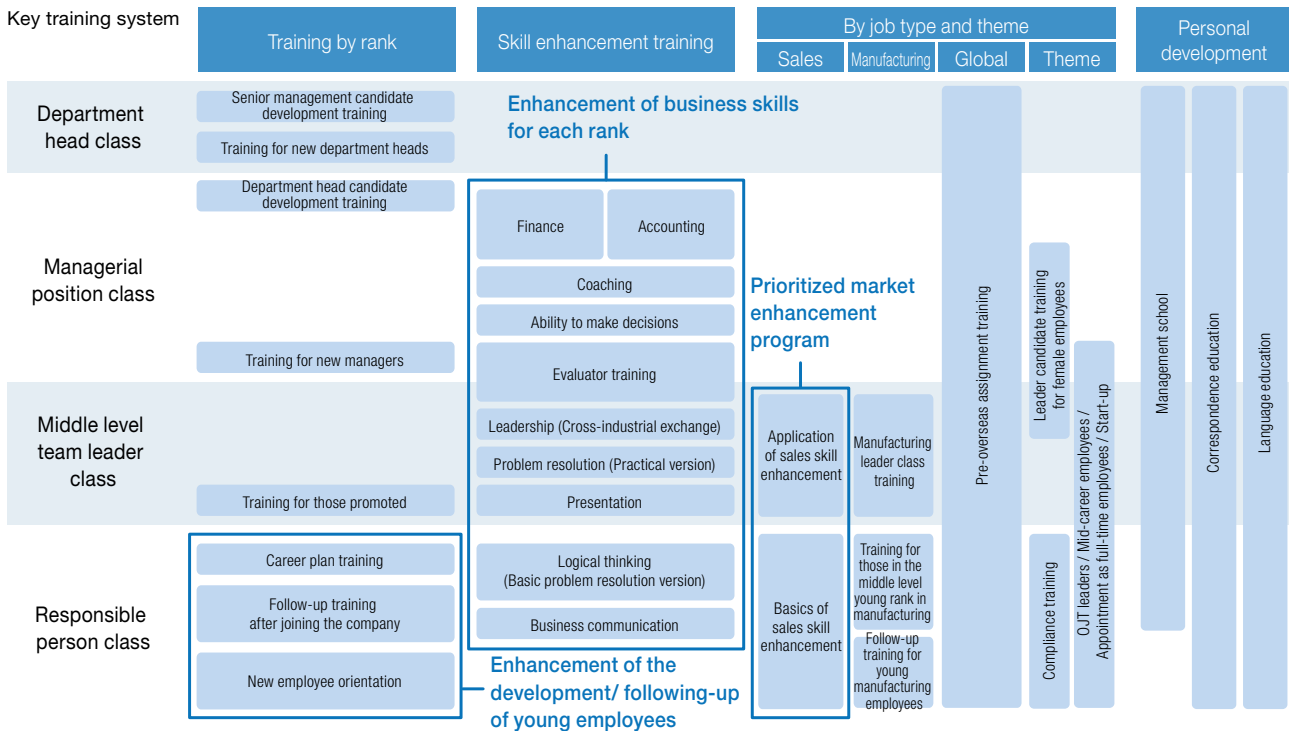 Key training system
Training by rank
Skill enhancement training
By job type and theme
Sales
Manufacturing
Global
Theme
Personal
development
Department
head class
Senior management candidate
development training
Training for new department heads
Enhancement of business skills
for each rank
Managerial
position class
Department head candidate
development training
Training for new managers
Finance
Accounting
Coaching
Ability to make decisions
Evaluator training
Prioritized market
enhancement
program
Middle level
team leader
class
Training for those promoted
Leadership (Cross-industrial exchange)
Problem resolution (Practical version)
Presentation
Application
of sales skill
enhancement
Manufacturing
leader class
training
Responsible
person class
Career plan training
Follow-up training
after joining the company
New employee orientation
Logical thinking
(Basic problem resolution version)
Business communication
Enhancement of the
development/ following-up
of young employees
Basics of
sales skill
enhancement
Training for
those in the
middle level
young rank in
manufacturing
Follow-up
training for
young
manufacturing
employees
Pre-overseas assignment training
Leader candidate training
for female employees
Compliance training
OJT leaders / Mid-career employees /
Appointment as full-time employees / Start-up
Management school
Correspondence education
Language education